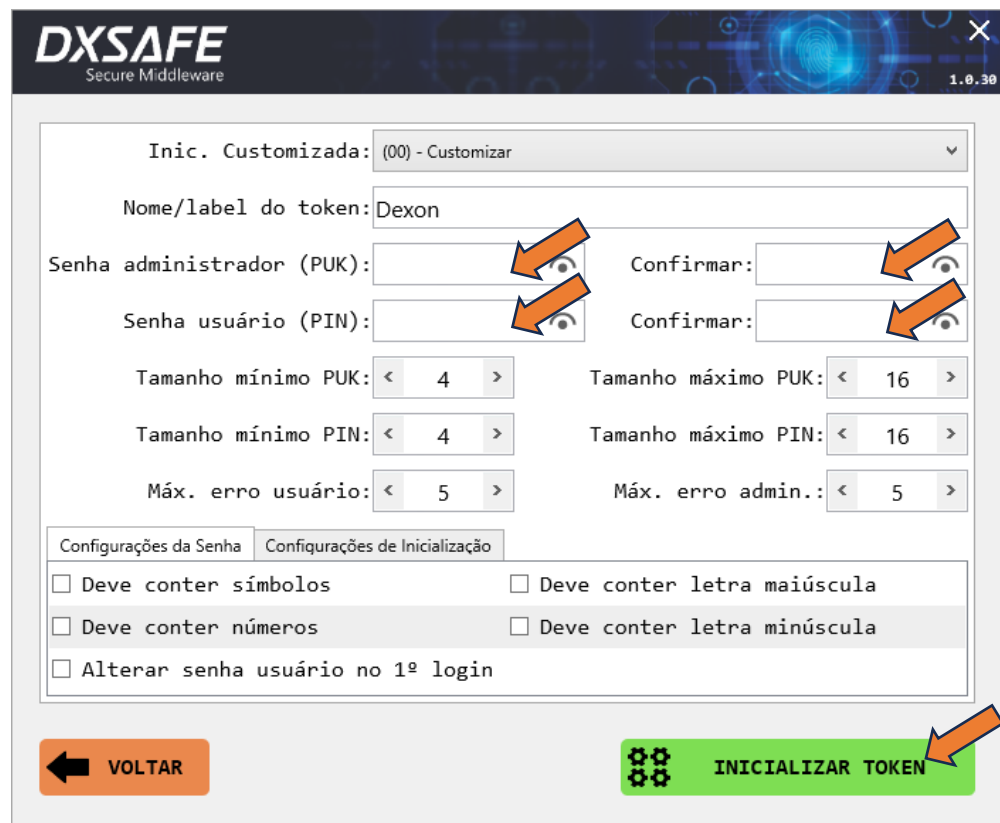 DXSAFE
Secure Middleware
1.0.30
Inic. Customizada: (00) - Customizar
Nome/label do token: Dexon
Senha administrador (PUK): Confirmar:
Senha usuário (PIN): Confirmar:
Tamanho mínimo PUK: < 4 > Tamanho máximo PUK: < 16 >
Tamanho mínimo PIN: < 4 > Tamanho máximo PIN: < 16 >
Máx. erro usuário: < 5 > Máx. erro admin.: < 5 >
Configurações da Senha Configurações de Inicialização
Deve conter símbolos Deve conter letra maiúscula
Deve conter números Deve conter letra minúscula
Alterar senha usuário no 1º login
VOLTAR INICIALIZAR TOKEN